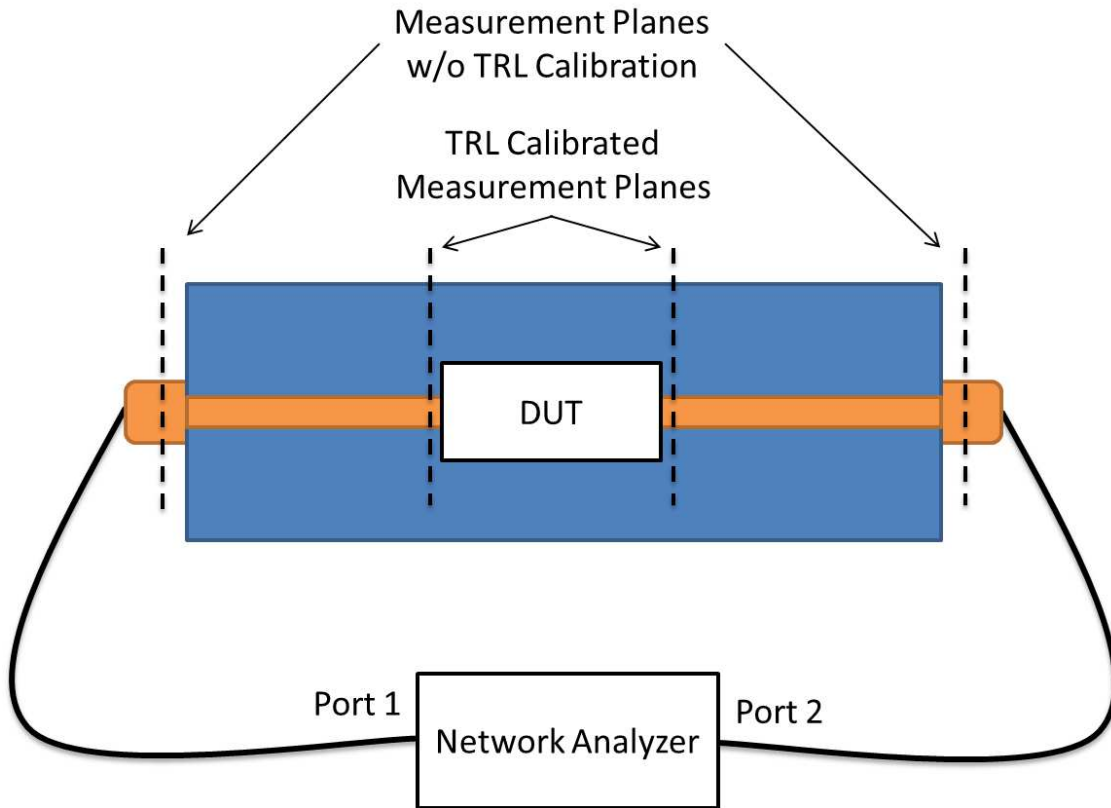 Measurement Planes
w/o TRL Calibration
TRL Calibrated
Measurement Planes
DUT
Port 1
Port 2
Network Analyzer